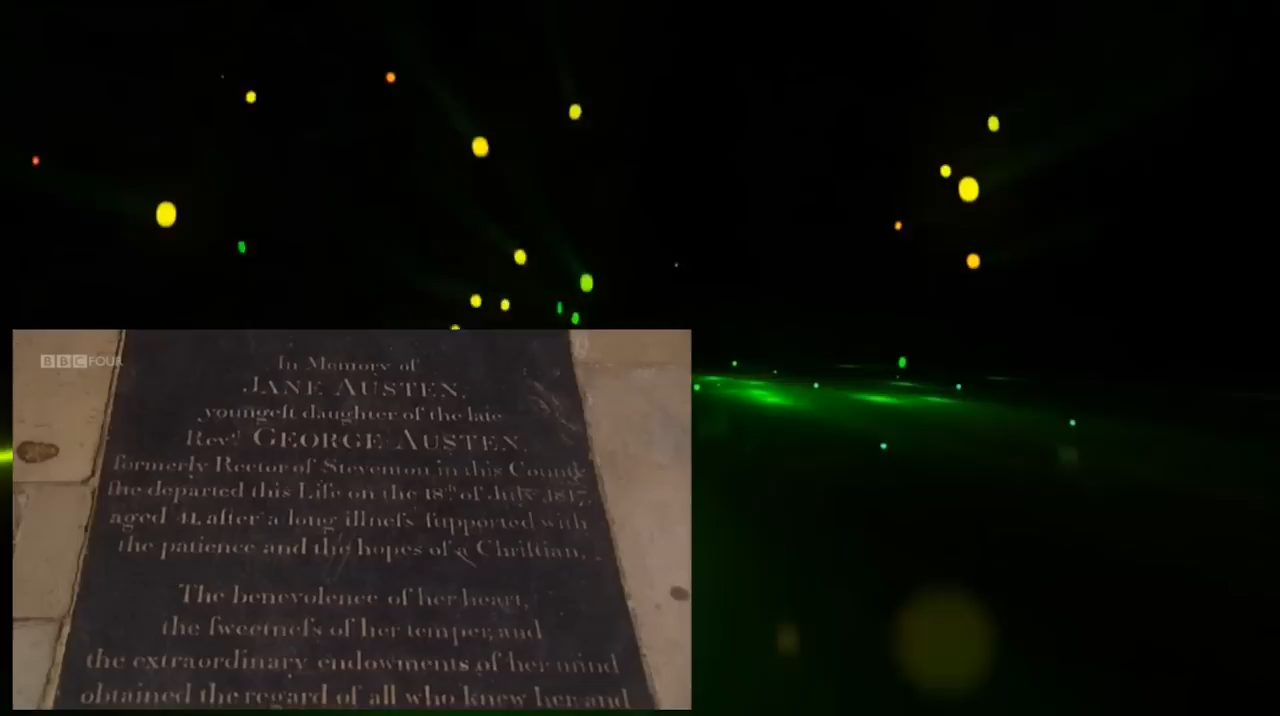 BBC FOUR
In Memory of
JANE AUSTEN,
youngeſt daughter of the late
Revᵈ GEORGE AUSTEN,
formerly Rector of Steventon in this County
ſhe departed this Life on the 18ᵗʰ of July 1817,
aged 41, after a long illneſs ſupported with
the patience and the hopes of a Chriſtian.
The benevolence of her heart,
the ſweetneſs of her temper, and
the extraordinary endowments of her mind
obtained the regard of all who knew her and